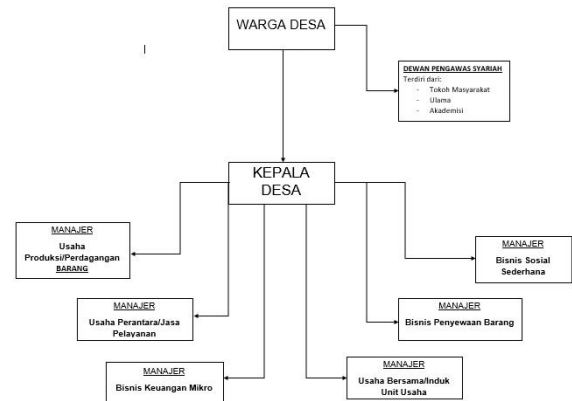 WARGA DESA
DEWAN PENGAWAS SYARIAH
Terdiri dari:
- Tokoh Masyarakat
- Ulama
- Akademisi
KEPALA
DESA
MANAJER
Usaha
Produksi/Perdagangan
BARANG
MANAJER
Bisnis Sosial
Sederhana
MANAJER
Usaha Perantara/Jasa
Pelayanan
MANAJER
Bisnis Penyewaan Barang
MANAJER
Bisnis Keuangan Mikro
MANAJER
Usaha Bersama/Induk
Unit Usaha